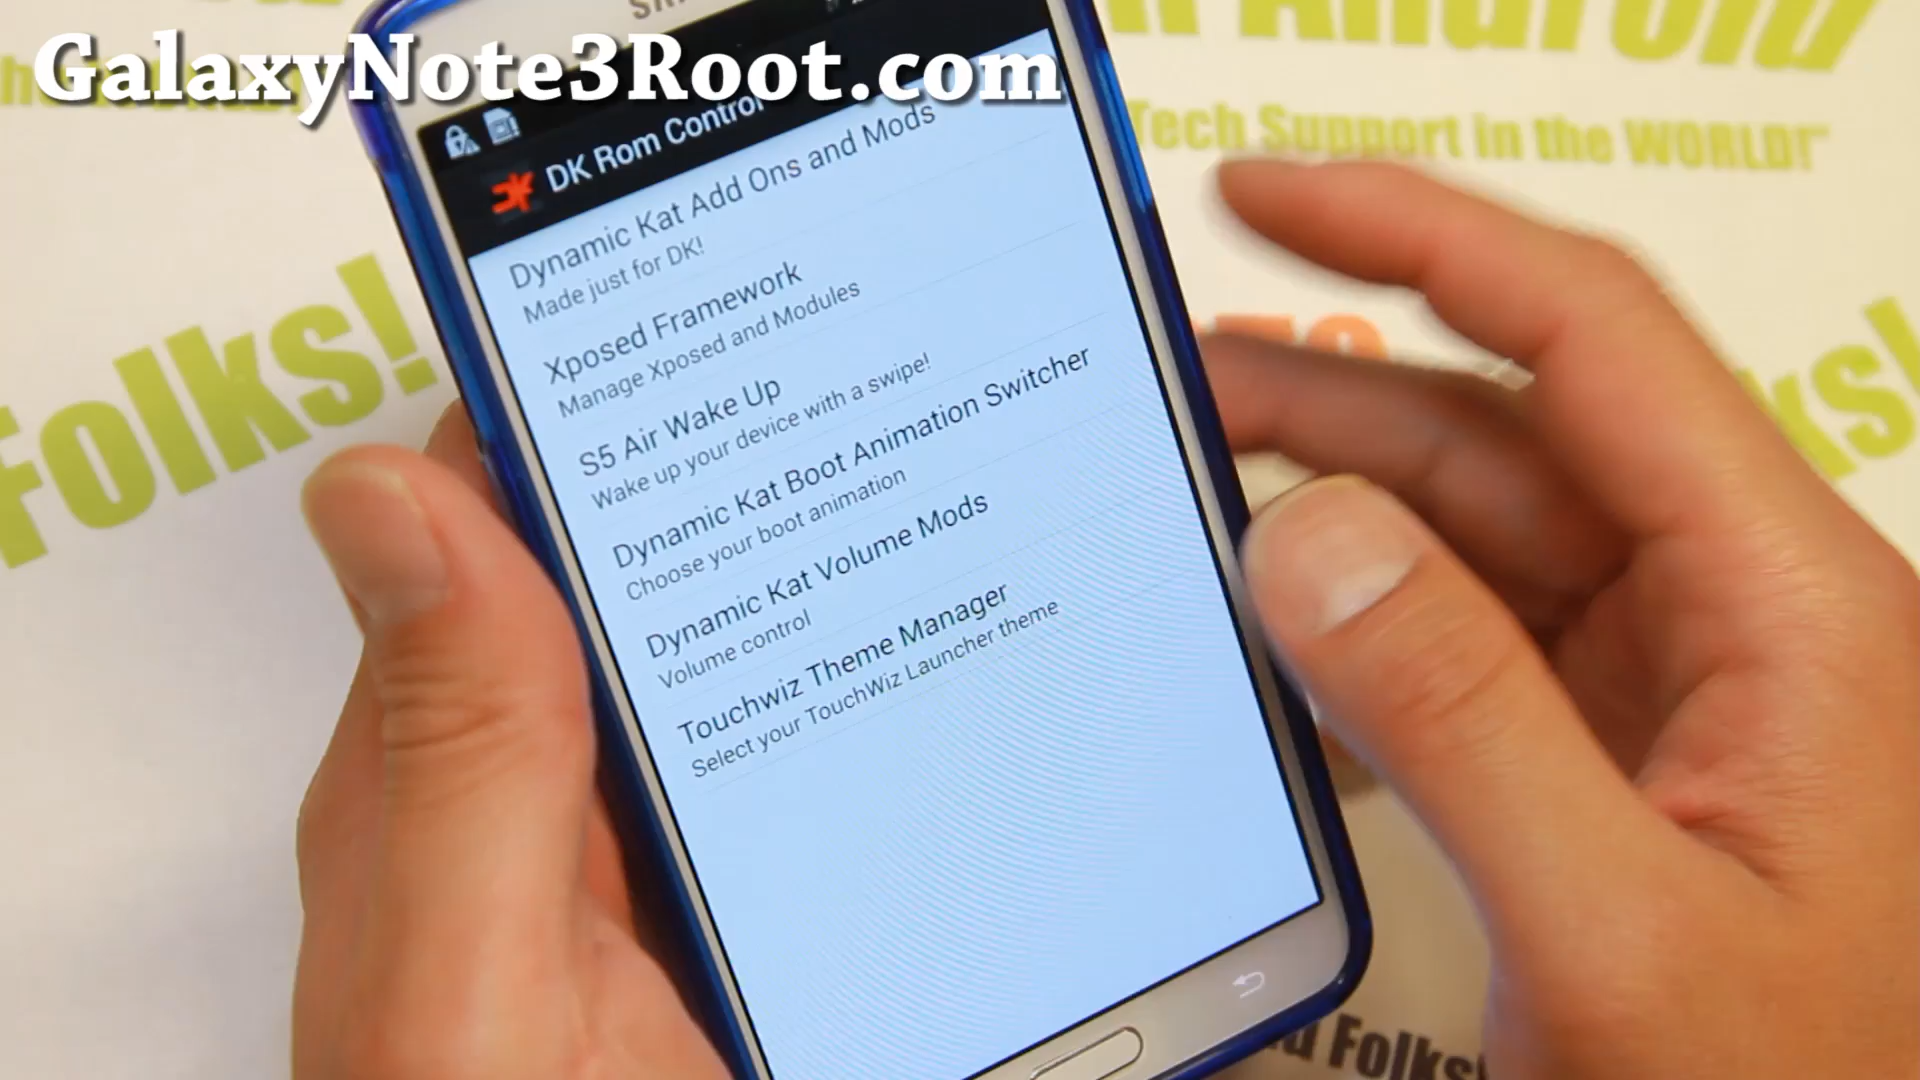 GalaxyNote3Root.com
Android
Tech Support in the WORLD!"
DK Rom Control
Dynamic Kat Add Ons and Mods
Made just for DK!
Xposed Framework
Manage Xposed and Modules
S5 Air Wake Up
Wake up your device with a swipe!
Dynamic Kat Boot Animation Switcher
Choose your boot animation
Dynamic Kat Volume Mods
Volume control
Touchwiz Theme Manager
Select your TouchWiz Launcher theme
Folks!
Folks!